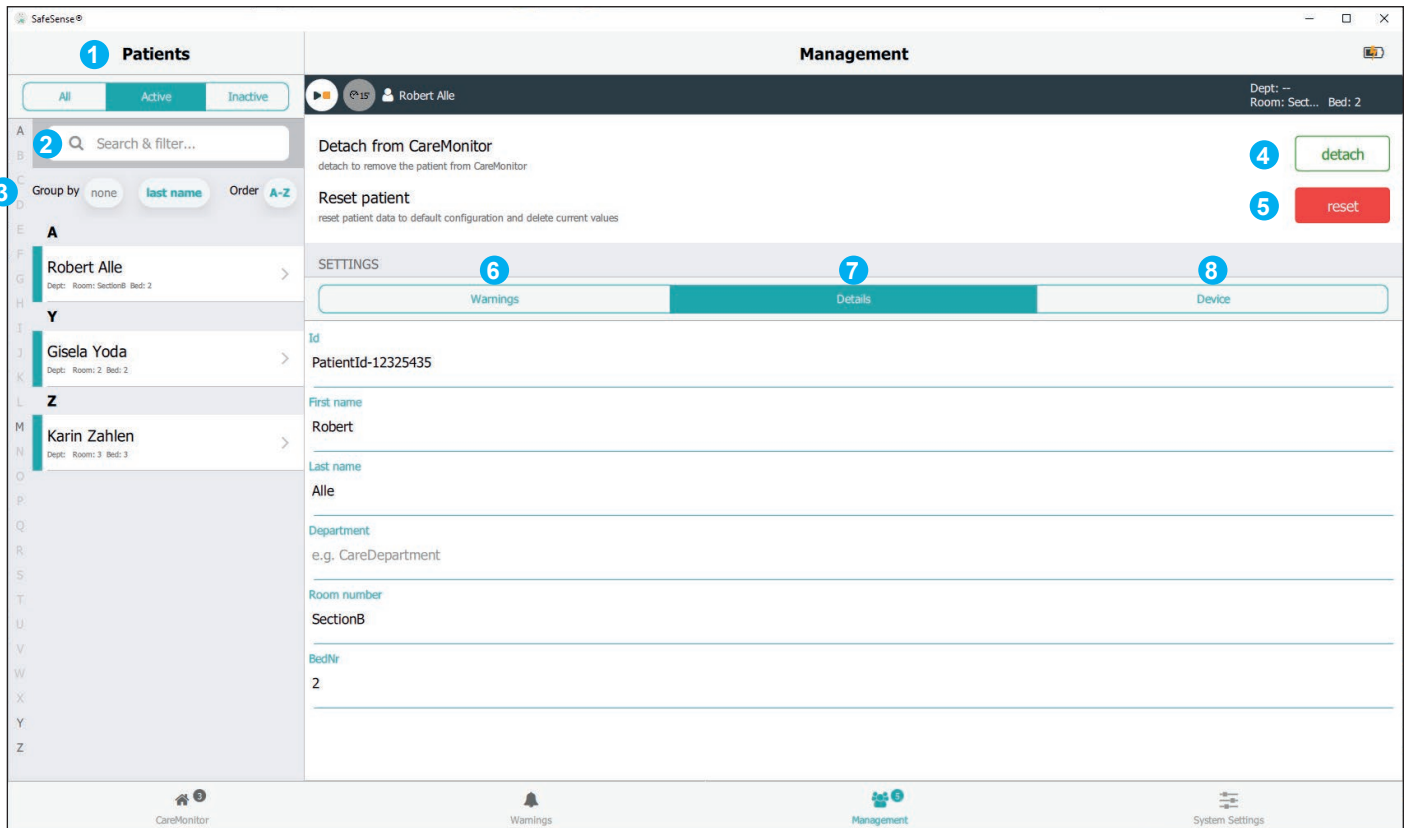 SafeSense®
1 Patients
Management
All Active Inactive
15 Robert Alle
Dept: --
Room: Sect... Bed: 2
2 Search & filter...
3 Group by none last name Order A-Z
Detach from CareMonitor
detach to remove the patient from CareMonitor
4 detach
Reset patient
reset patient data to default configuration and delete current values
5 reset
A
B
C
D
E
F
G
H
I
J
K
L
M
N
O
P
Q
R
S
T
U
V
W
X
Y
Z
A
Robert Alle
Dept: Room: SectionB Bed: 2
Y
Gisela Yoda
Dept: Room: 2 Bed: 2
Z
Karin Zahlen
Dept: Room: 3 Bed: 3
SETTINGS
6 7 8
Warnings Details Device
Id
PatientId-12325435
First name
Robert
Last name
Alle
Department
e.g. CareDepartment
Room number
SectionB
BedNr
2
3 5
CareMonitor Warnings Management System Settings